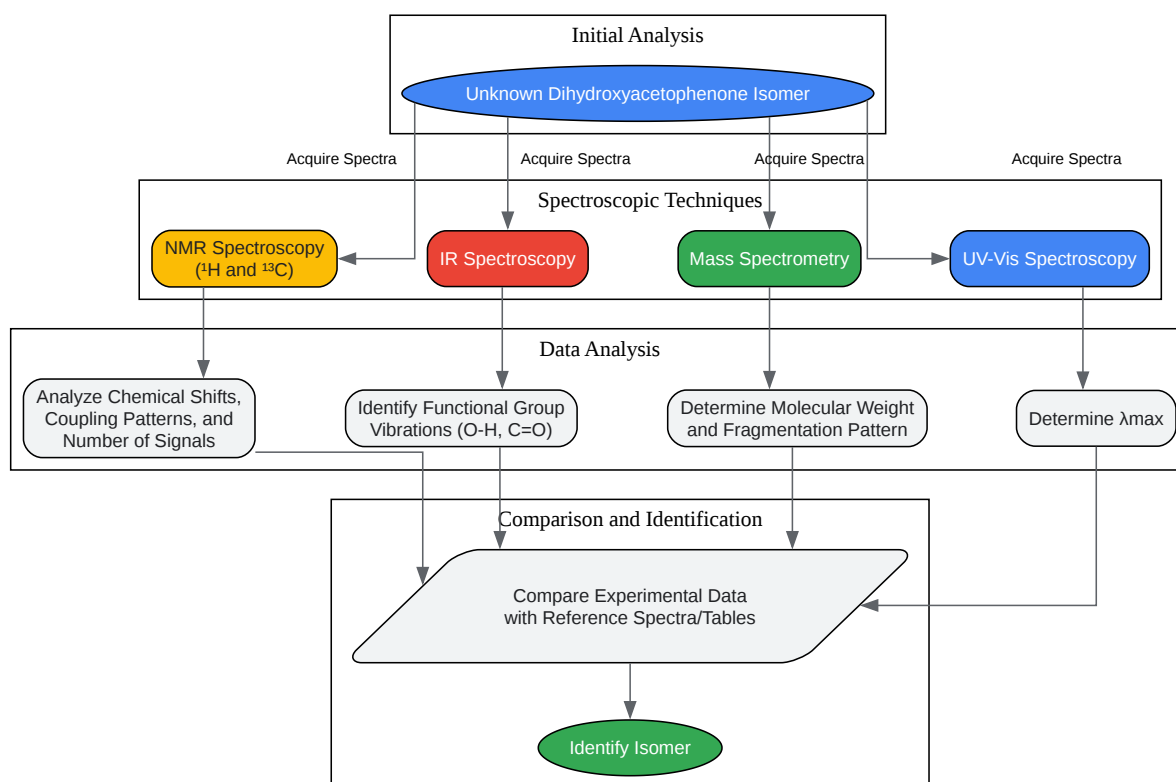 Initial Analysis
Unknown Dihydroxyacetophenone Isomer
Acquire Spectra
Acquire Spectra
Acquire Spectra
Acquire Spectra
Spectroscopic Techniques
NMR Spectroscopy
(¹H and ¹³C)
IR Spectroscopy
Mass Spectrometry
UV-Vis Spectroscopy
Data Analysis
Analyze Chemical Shifts,
Coupling Patterns, and
Number of Signals
Identify Functional Group
Vibrations (O-H, C=O)
Determine Molecular Weight
and Fragmentation Pattern
Determine λmax
Comparison and Identification
Compare Experimental Data
with Reference Spectra/Tables
Identify Isomer